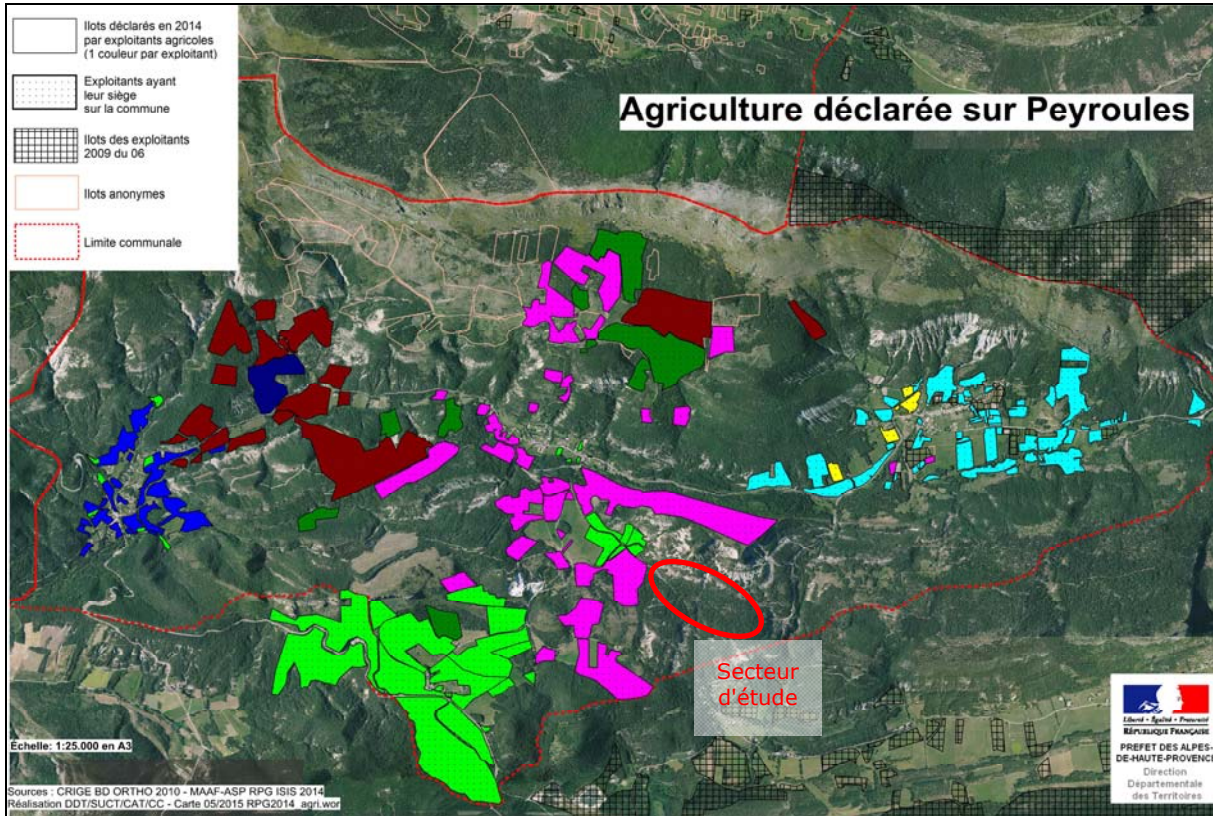 Ilots déclarés en 2014
par exploitants agricoles
(1 couleur par exploitant)
Exploitants ayant
leur siège
sur la commune
Ilots des exploitants
2009 du 06
Ilots anonymes
Limite communale
Agriculture déclarée sur Peyroules
Secteur
d'étude
Échelle: 1:25.000 en A3
Sources : CRIGE BD ORTHO 2010 - MAAF-ASP RPG ISIS 2014
Réalisation DDT/SUCT/CAT/CC - Carte 05/2015 RPG2014_agri.wor
Liberté • Égalité • Fraternité
RÉPUBLIQUE FRANÇAISE
PREFET DES ALPES-
DE-HAUTE-PROVENCE
Direction
Départementale
des Territoires